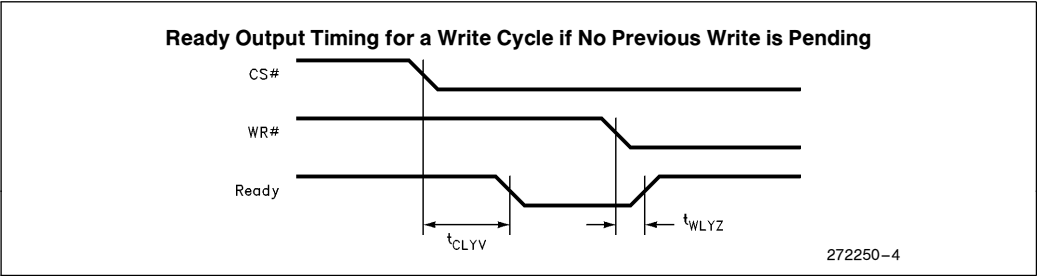 Ready Output Timing for a Write Cycle if No Previous Write is Pending
CS#
WR#
Ready
tCLYV
tWLYZ
272250–4